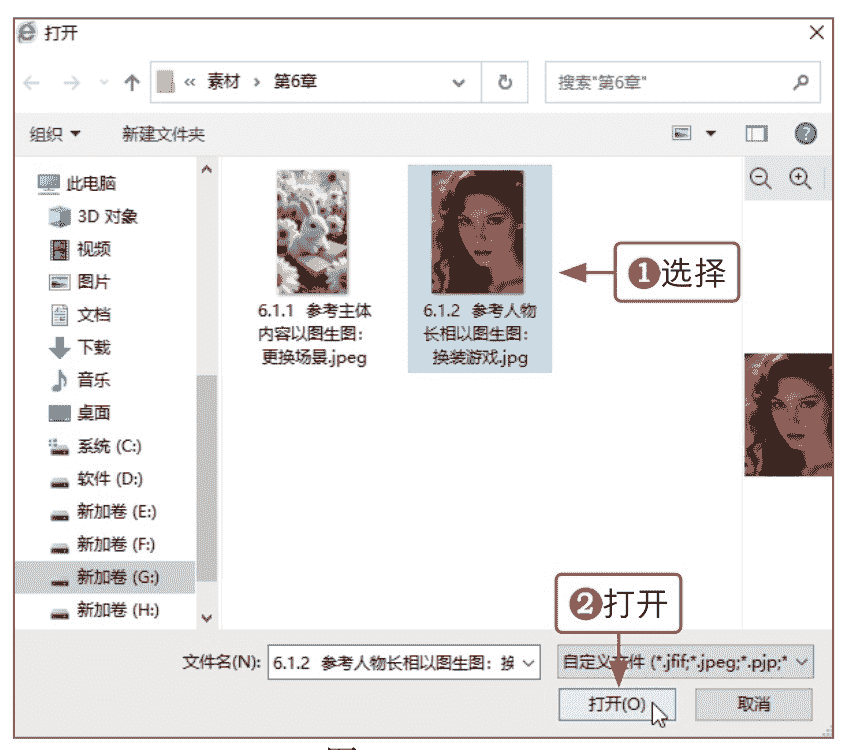 打开
« 素材 › 第6章
搜索"第6章"
组织
新建文件夹
此电脑
3D 对象
视频
图片
文档
下载
音乐
桌面
系统 (C:)
软件 (D:)
新加卷 (E:)
新加卷 (F:)
新加卷 (G:)
新加卷 (H:)
6.1.1 参考主体
内容以图生图：
更换场景.jpeg
6.1.2 参考人物
长相以图生图：
换装游戏.jpg
❶选择
❷打开
文件名(N): 6.1.2 参考人物长相以图生图：
自定义文件 (*.jfif;*.jpeg;*.pjp;*
打开(O)
取消